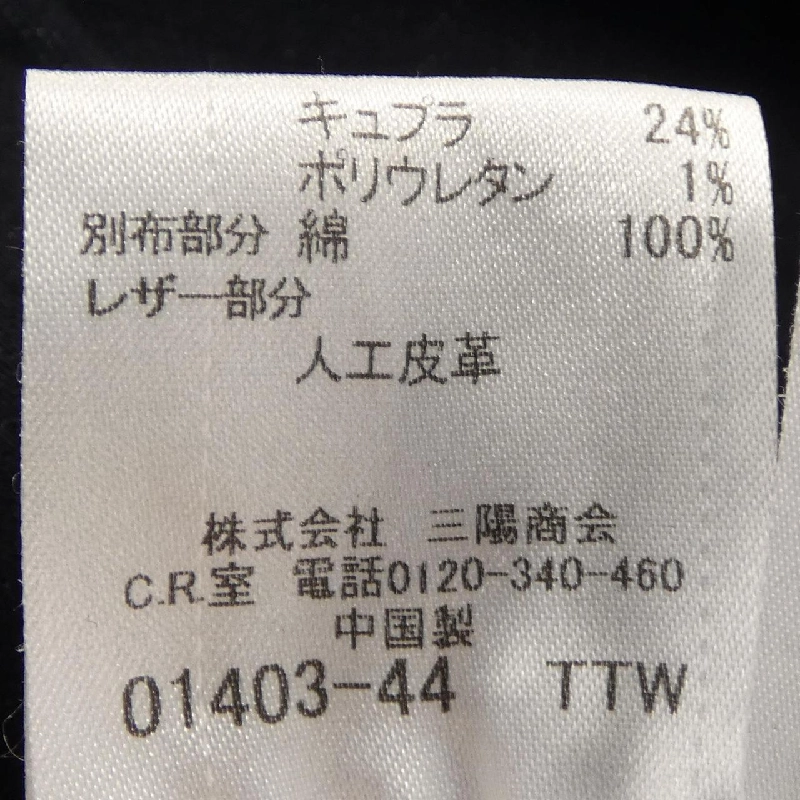 キュプラ 24%
ポリウレタン 1%
別布部分 綿 100%
レザー部分
人工皮革
株式会社 三陽商会
C.R.室 電話0120-340-460
中国製
01403-44 TTW